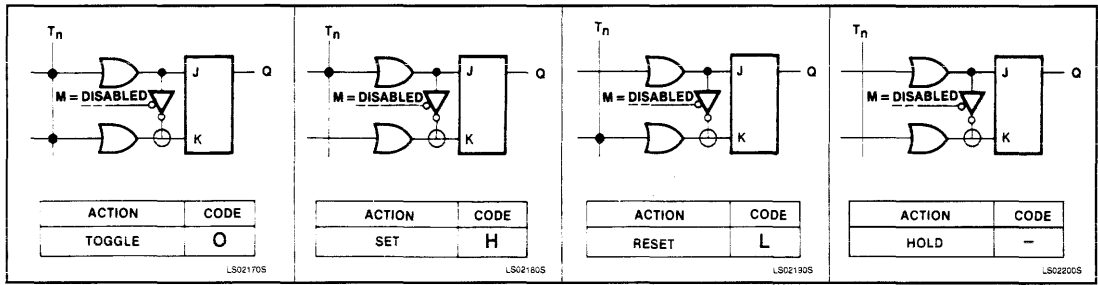 Tn
J
Q
M = DISABLED
K
ACTION CODE
TOGGLE O
LS02170S
Tn
J
Q
M = DISABLED
K
ACTION CODE
SET H
LS02180S
Tn
J
Q
M = DISABLED
K
ACTION CODE
RESET L
LS02190S
Tn
J
Q
M = DISABLED
K
ACTION CODE
HOLD –
LS02200S